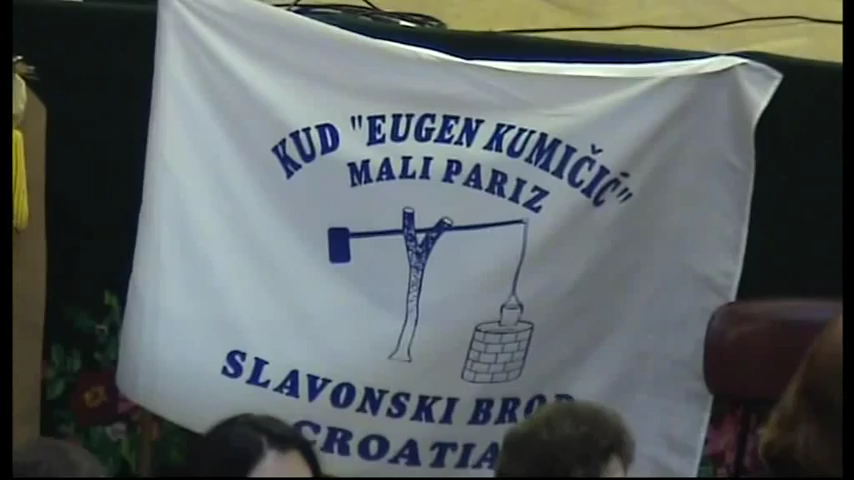 KUD "EUGEN KUMIČIĆ"
MALI PARIZ
SLAVONSKI BROD
CROATIA